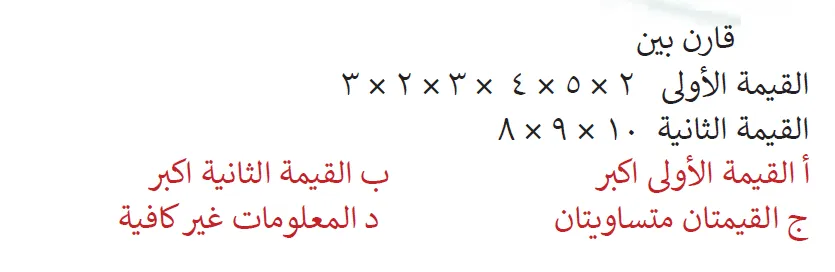 قارن بين
القيمة الأولى ٢ × ٥ × ٤ × ٣ × ٢ × ٣
القيمة الثانية ١٠ × ٩ × ٨
أ القيمة الأولى اكبر ب القيمة الثانية اكبر
ج القيمتان متساويتان د المعلومات غير كافية